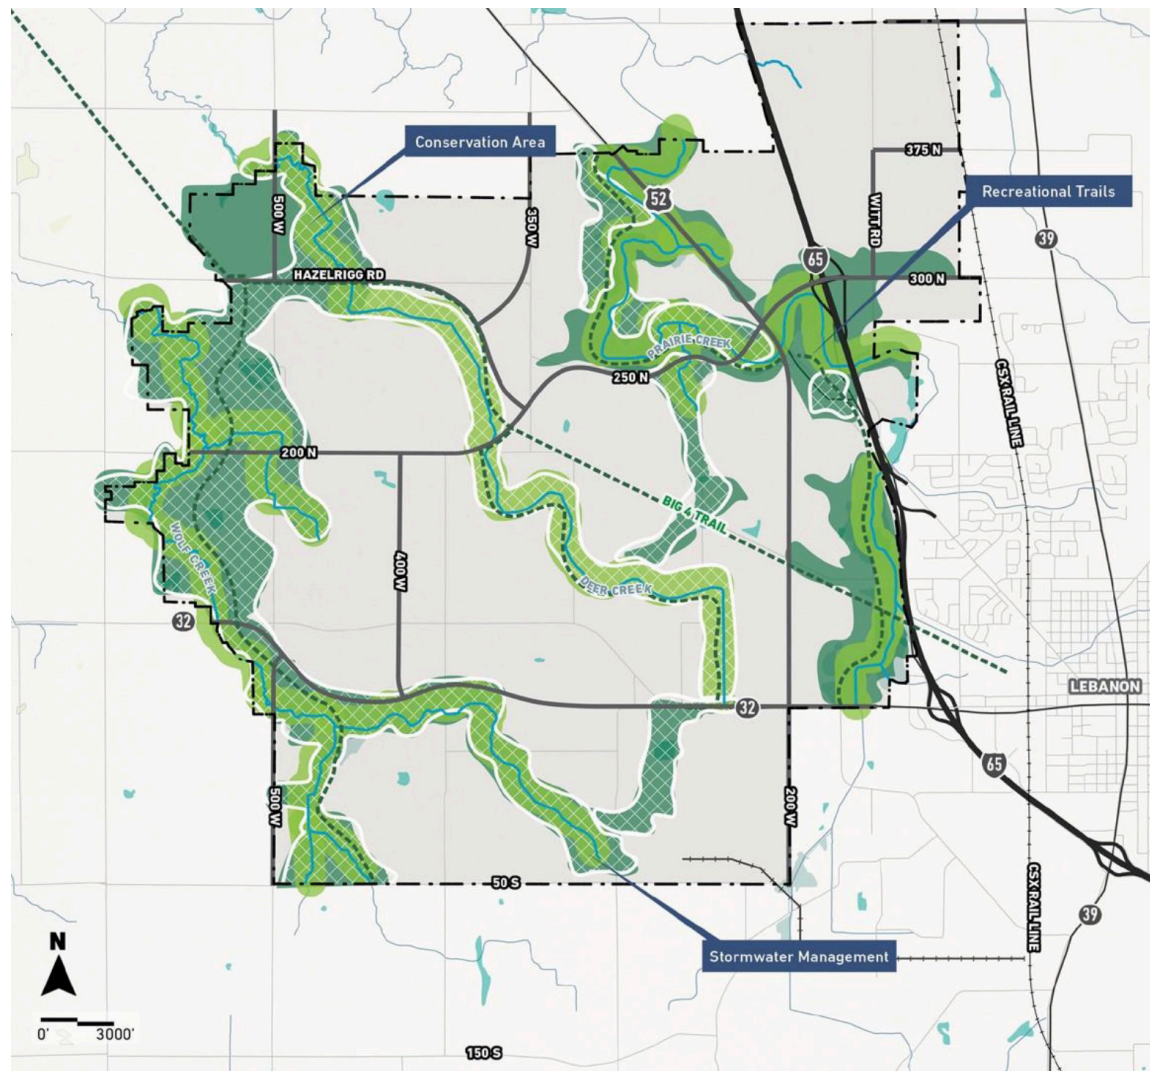 Conservation Area
375 N
Recreational Trails
52
500 W
350 W
WITT RD
39
65
HAZELRIGG RD
300 N
PRAIRIE CREEK
250 N
CSX RAIL LINE
200 N
BIG 4 TRAIL
WOLF CREEK
400 W
DEER CREEK
32
LEBANON
32
65
500 W
200 W
50 S
CSX RAIL LINE
39
N
Stormwater Management
0'
3000'
150 S